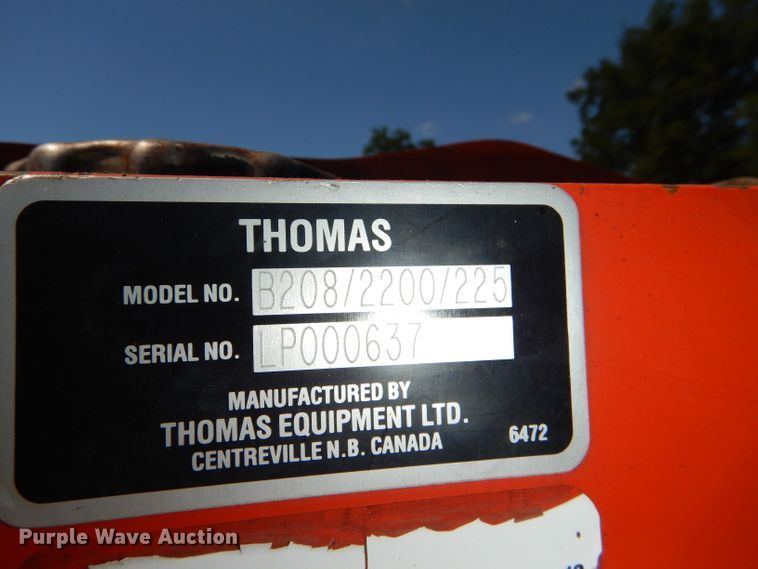 THOMAS
MODEL NO. B208/2200/225
SERIAL NO. LP000637
MANUFACTURED BY
THOMAS EQUIPMENT LTD.
CENTREVILLE N.B. CANADA 6472
Purple Wave Auction